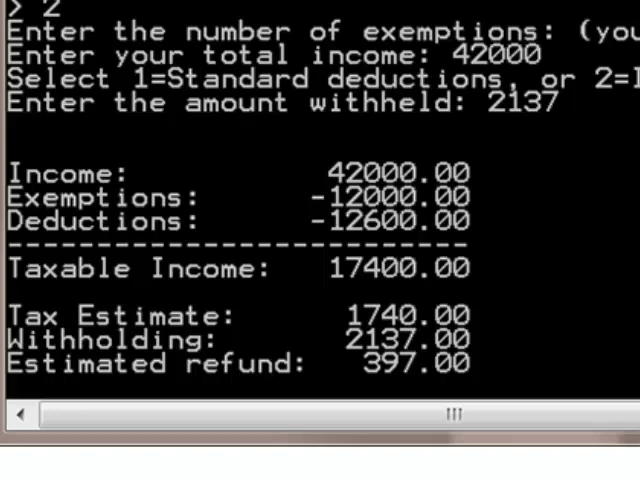 > 2
Enter the number of exemptions: (you
Enter your total income: 42000
Select 1=Standard deductions, or 2=I
Enter the amount withheld: 2137
Income: 42000.00
Exemptions: -12000.00
Deductions: -12600.00
--------------------------
Taxable Income: 17400.00
Tax Estimate: 1740.00
Withholding: 2137.00
Estimated refund: 397.00